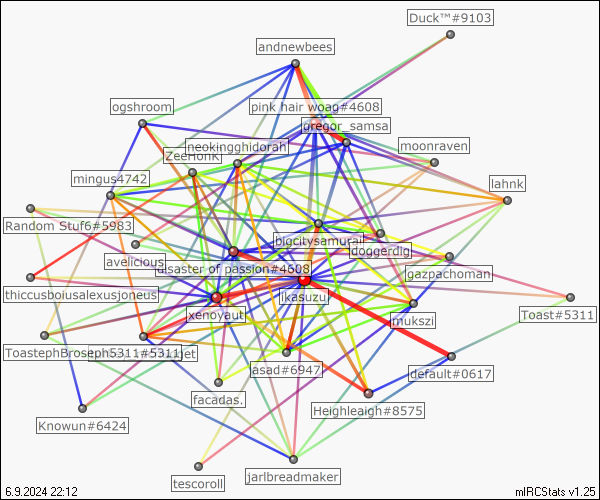 Duck™#9103
andnewbees
ogshroom
pink hair woag#4608
gregor_samsa
neokingghidorah
ZeeHonk
moonraven
mingus4742
lahnk
Random Stuf6#5983
bigcitysamurai
doggerdig
avelicious
disaster of passion#4608
gazpachoman
thiccusboiusalexusjoneus
ikasuzu
Toast#5311
xenoyaut
mukszi
ToastephBroseph5311#5311
jet
asad#6947
default#0617
facadas.
Heighleigh#8575
Knowun#6424
tescoroll
jarlbreadmaker
6.9.2024 22:12
mIRCStats v1.25